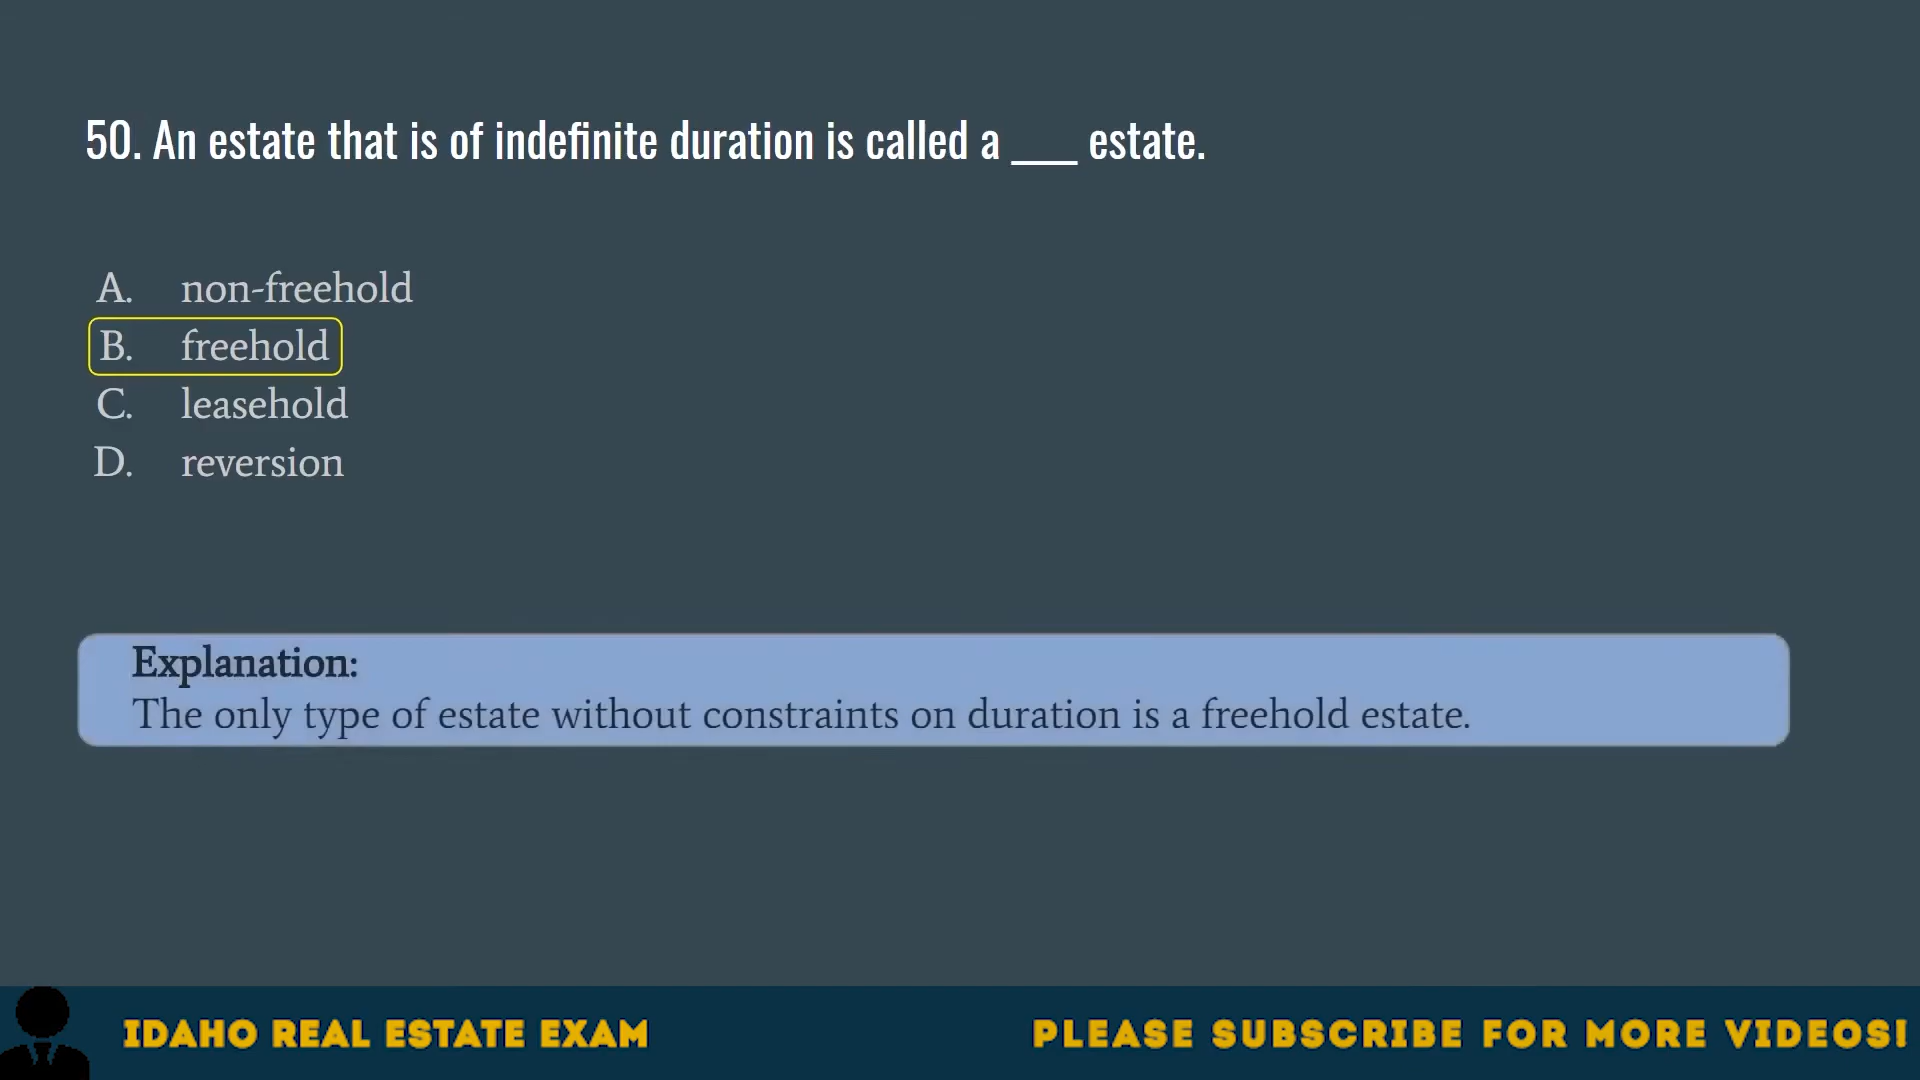 50. An estate that is of indefinite duration is called a ____ estate.
A. non-freehold
B. freehold
C. leasehold
D. reversion
Explanation:
The only type of estate without constraints on duration is a freehold estate.
IDAHO REAL ESTATE EXAM
PLEASE SUBSCRIBE FOR MORE VIDEOS!